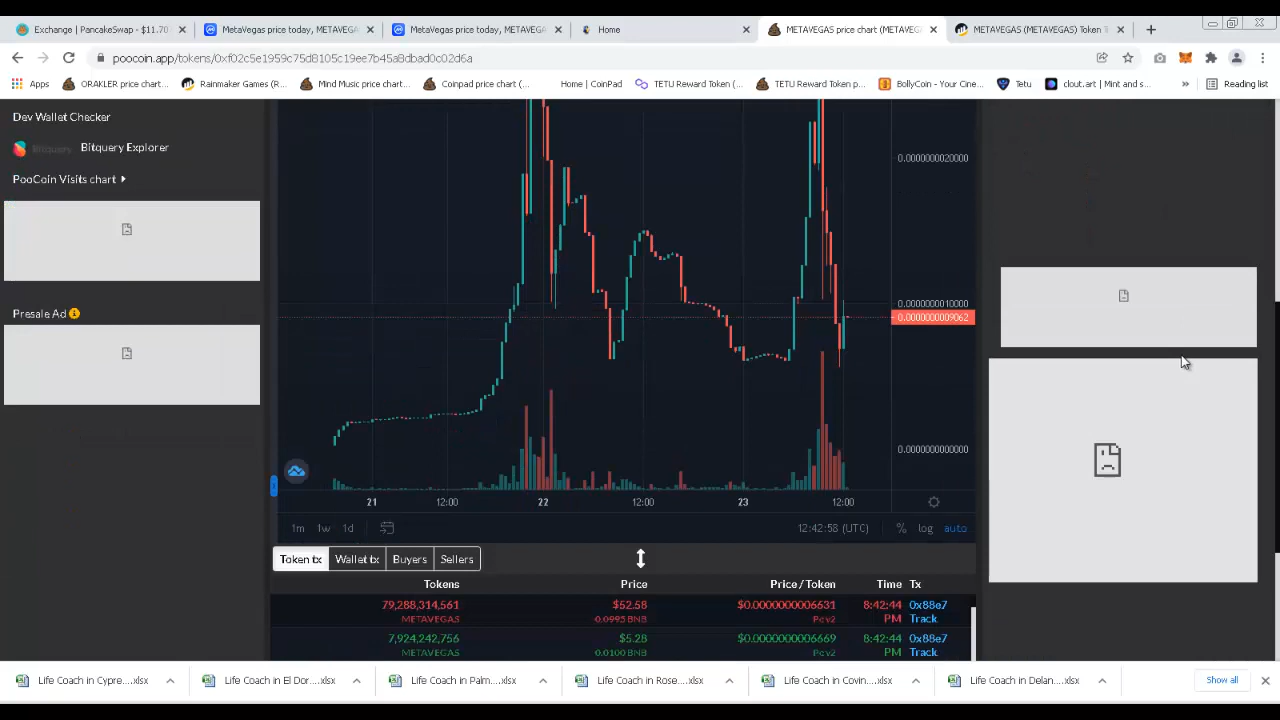 Exchange | PancakeSwap - $11.70
MetaVegas price today, METAVEGA
MetaVegas price today, METAVEGA
Home
METAVEGAS price chart (METAVEG
METAVEGAS (METAVEGAS) Token T
poocoin.app/tokens/0xf02c5e1959c75d8105c19ee7b45a8dbad0c02d6a
Apps
ORAKLER price chart...
Rainmaker Games (R...
Mind Music price ch...
Coinpad price chart (...
Home | CoinPad
TETU Reward Token (...
TETU Reward Token p...
BollyCoin - Your Cine...
Tetu
clout.art | Mint and s...
»
Reading list
Dev Wallet Checker
Bitquery Bitquery Explorer
PooCoin Visits chart
Presale Ad
0.0000000020000
0.0000000010000
0.0000000009062
0.0000000000000
21 12:00 22 12:00 23 12:00
1m 1w 1d
12:42:58 (UTC) % log auto
Token tx Wallet tx Buyers Sellers
Tokens Price Price / Token Time Tx
79,288,314,561 $52.58 $0.0000000006631 8:42:44 0x88e7
METAVEGAS 0.0995 BNB Pcv2 PM Track
7,924,242,756 $5.28 $0.0000000006669 8:42:44 0x88e7
METAVEGAS 0.0100 BNB Pcv2 PM Track
Life Coach in Cypre....xlsx
Life Coach in El Dor....xlsx
Life Coach in Palm....xlsx
Life Coach in Rose....xlsx
Life Coach in Covin....xlsx
Life Coach in Delan....xlsx
Show all